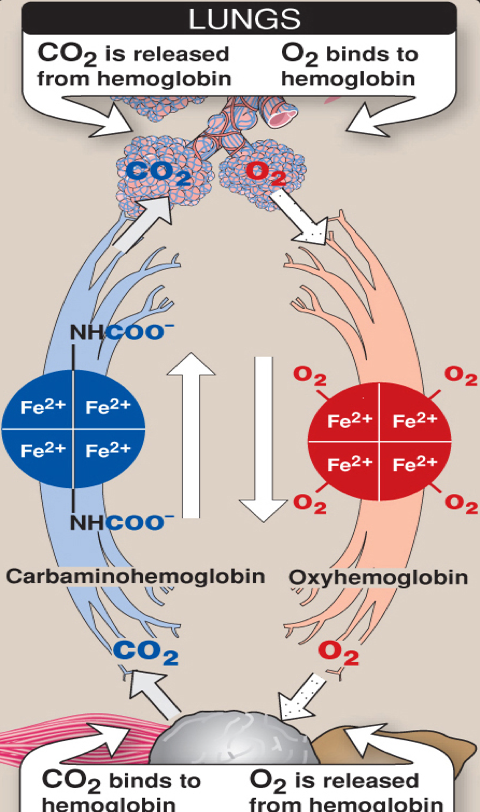 LUNGS
CO₂ is released
from hemoglobin
O₂ binds to
hemoglobin
CO₂
O₂
NHCOO⁻
Fe²⁺ Fe²⁺
Fe²⁺ Fe²⁺
NHCOO⁻
O₂ O₂
Fe²⁺ Fe²⁺
Fe²⁺ Fe²⁺
O₂ O₂
Carbaminohemoglobin
Oxyhemoglobin
CO₂
O₂
CO₂ binds to
hemoglobin
O₂ is released
from hemoglobin